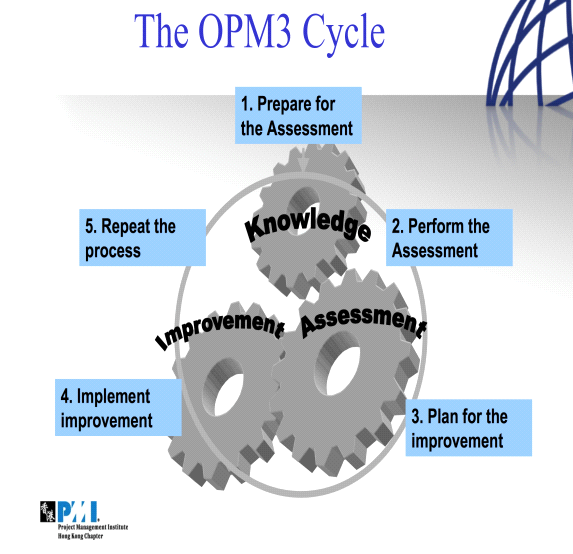 The OPM3 Cycle
1. Prepare for
the Assessment
Knowledge
5. Repeat the
process
2. Perform the
Assessment
Improvement
Assessment
4. Implement
improvement
3. Plan for the
improvement
PMI
Project Management Institute
Hong Kong Chapter